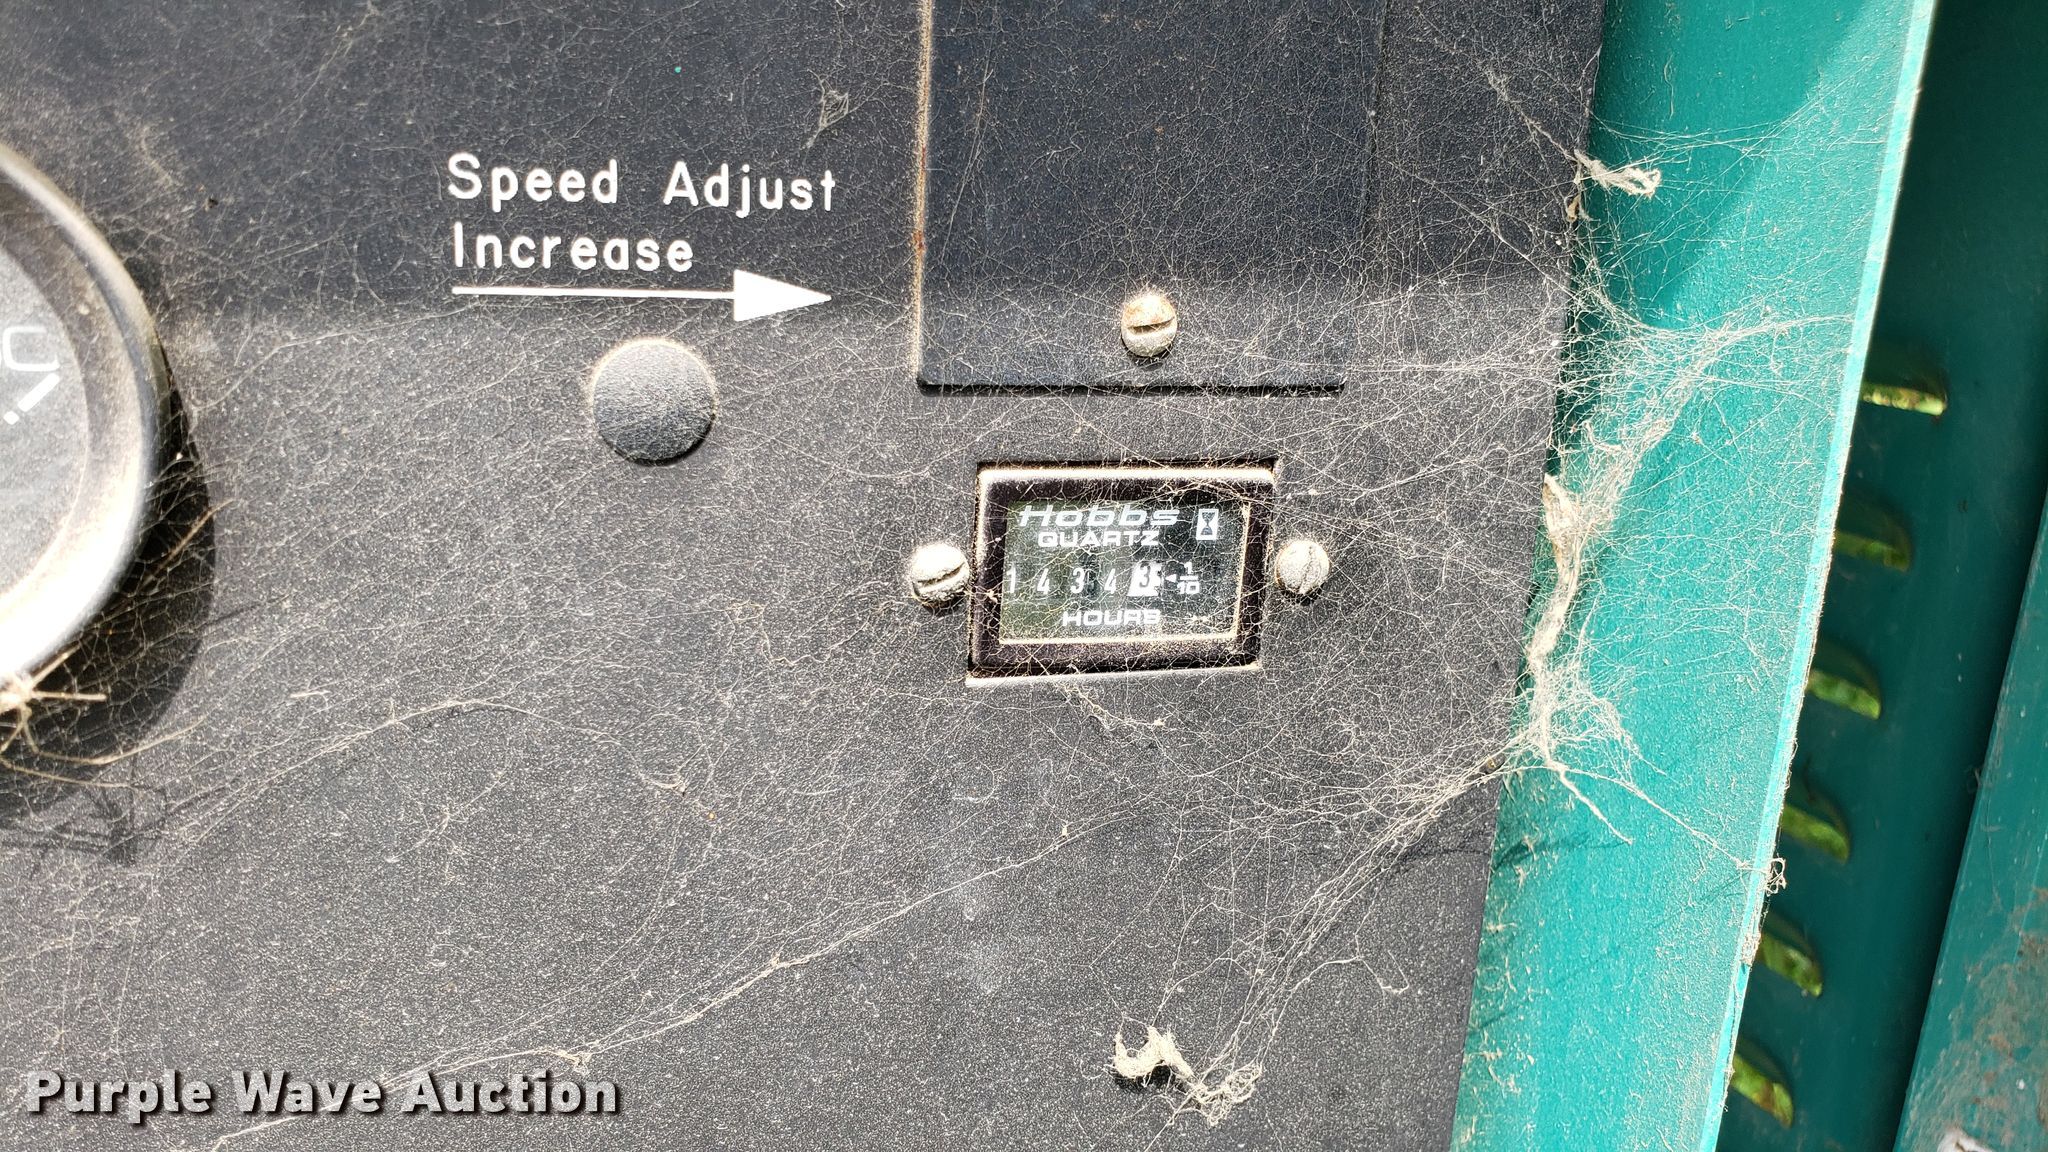 Speed Adjust
Increase
Hobbs
QUARTZ
1 4 3 4 3 1/10
HOURS
Purple Wave Auction